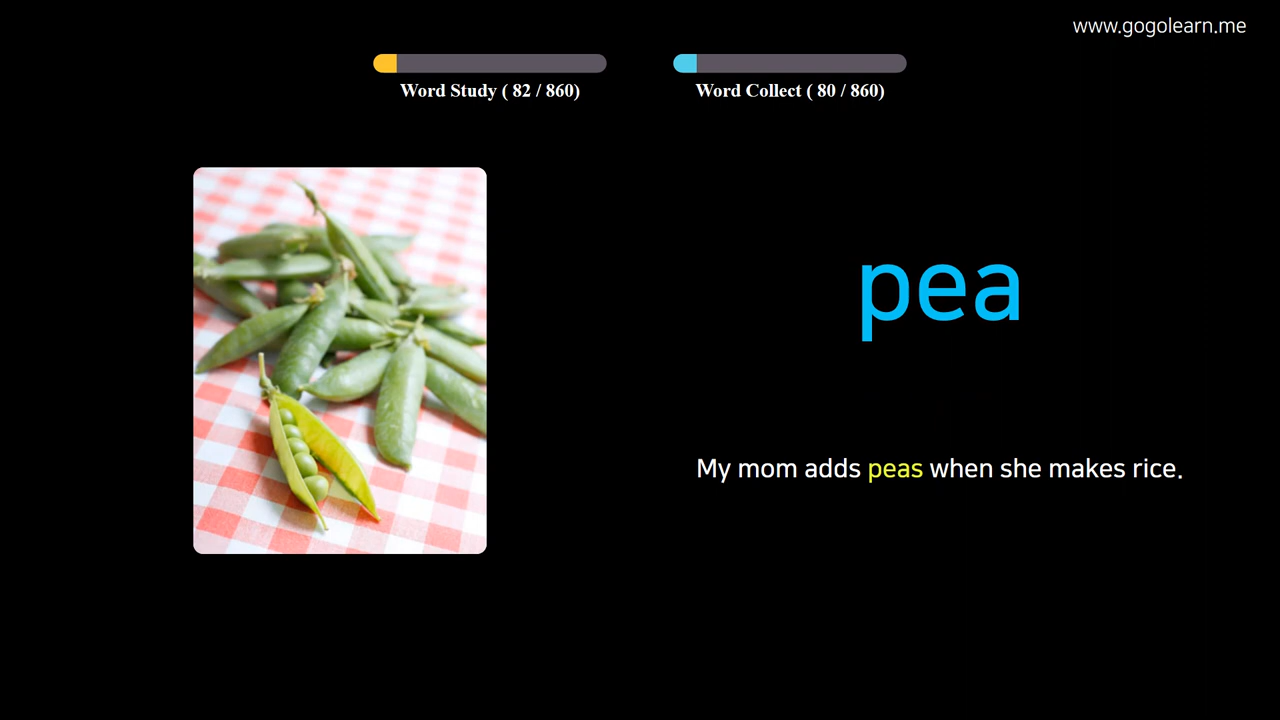 www.gogolearn.me
Word Study ( 82 / 860)
Word Collect ( 80 / 860)
pea
My mom adds peas when she makes rice.